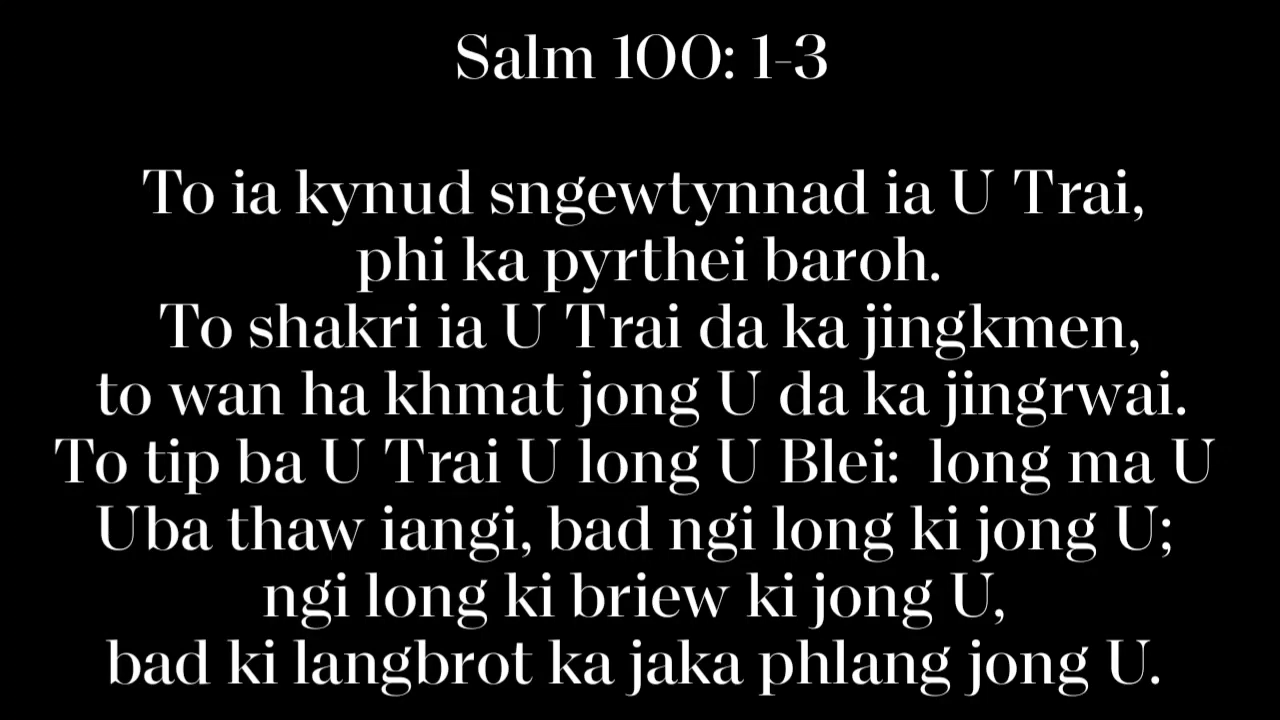 Salm 100: 1-3
To ia kynud sngewtynnad ia U Trai,
phi ka pyrthei baroh.
To shakri ia U Trai da ka jingkmen,
to wan ha khmat jong U da ka jingrwai.
To tip ba U Trai U long U Blei:  long ma U
Uba thaw iangi, bad ngi long ki jong U;
ngi long ki briew ki jong U,
bad ki langbrot ka jaka phlang jong U.